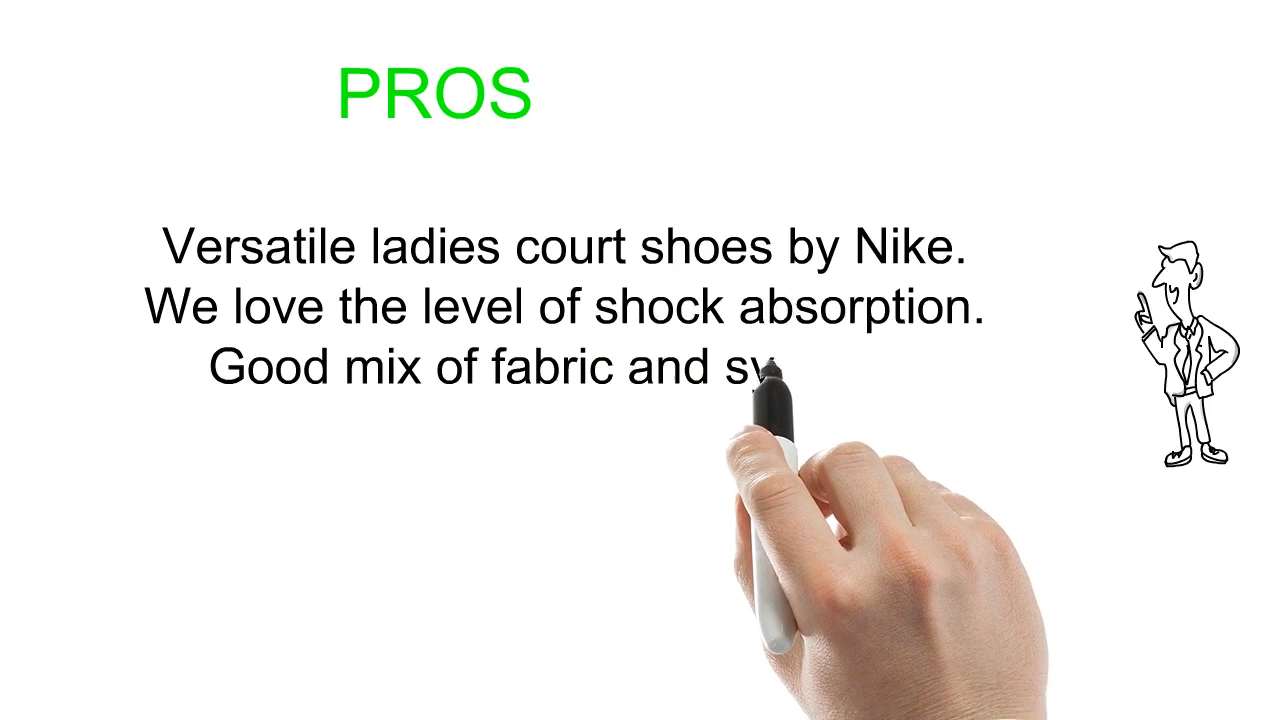 PROS
Versatile ladies court shoes by Nike.
We love the level of shock absorption.
Good mix of fabric and